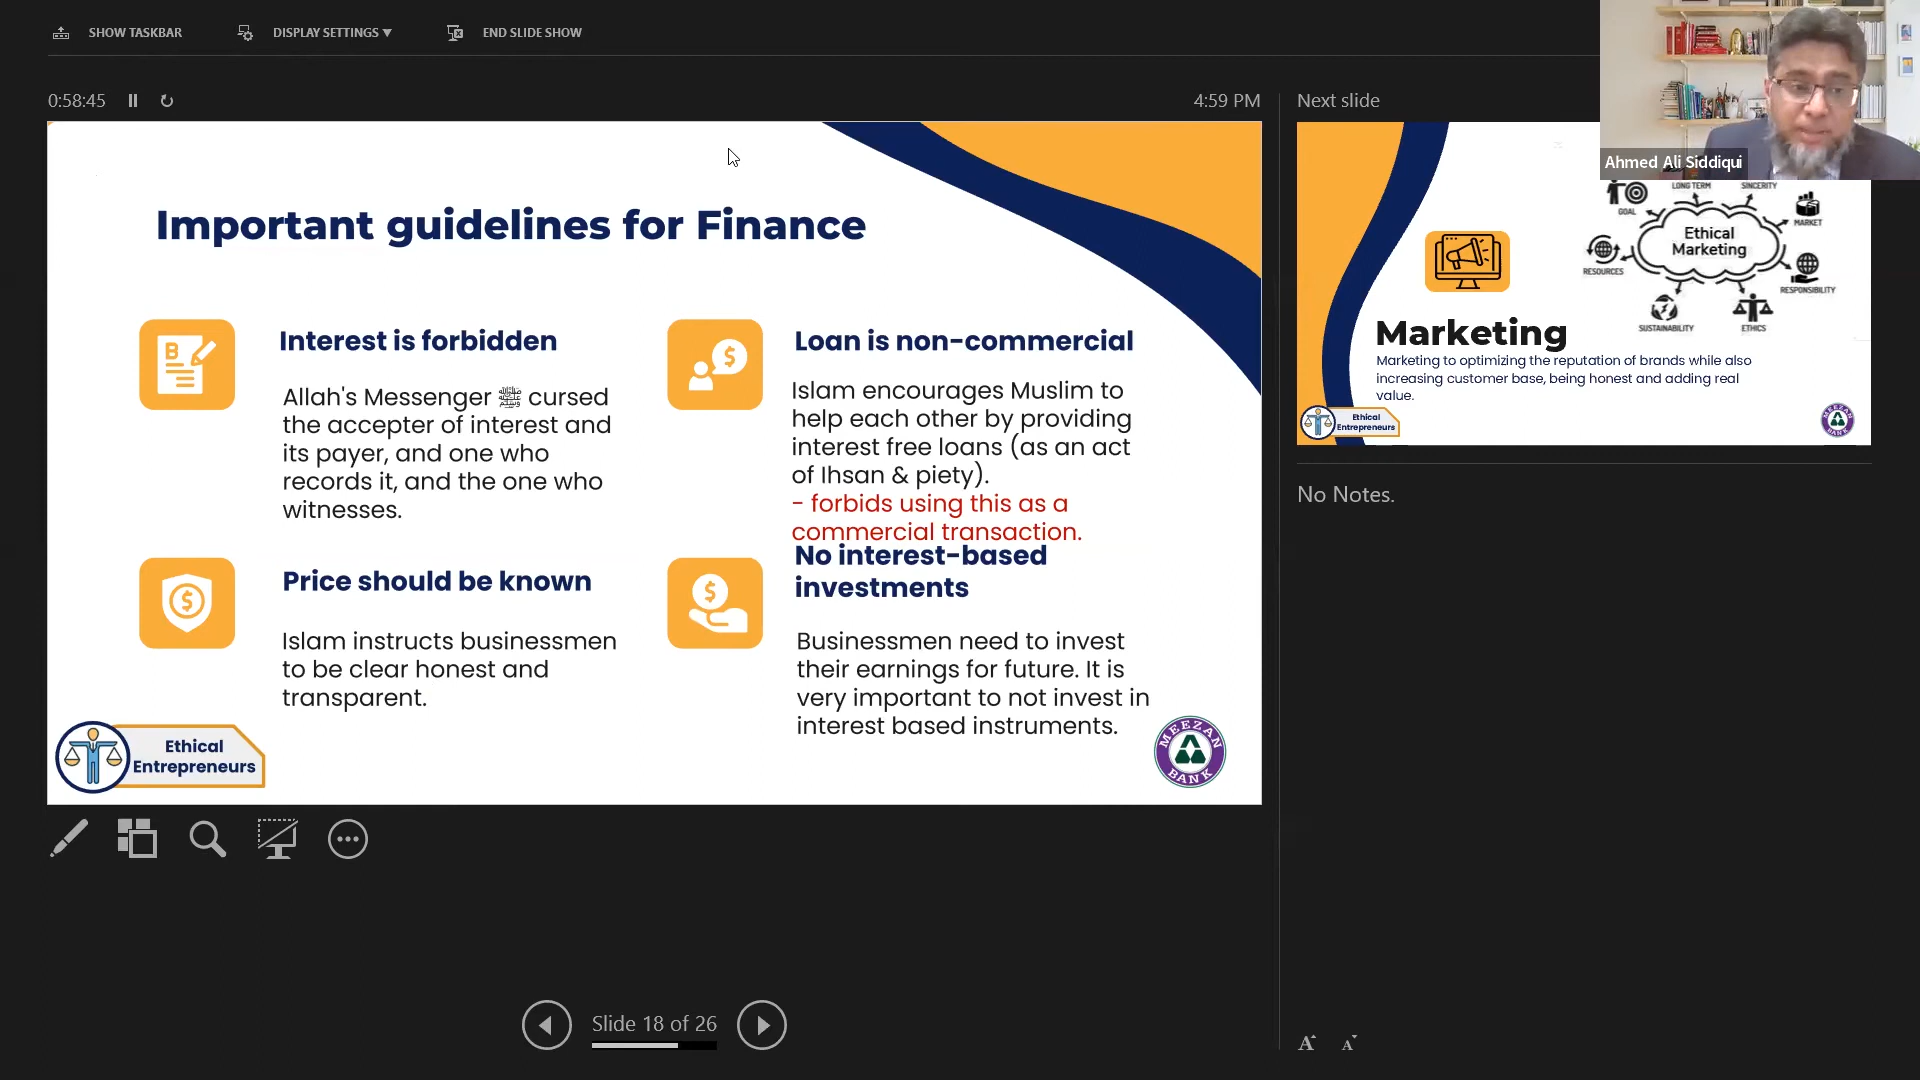 SHOW TASKBAR
DISPLAY SETTINGS ▼
END SLIDE SHOW
0:58:45
4:59 PM
Important guidelines for Finance
Interest is forbidden
Allah's Messenger ﷺ cursed
the accepter of interest and
its payer, and one who
records it, and the one who
witnesses.
Loan is non-commercial
Islam encourages Muslim to
help each other by providing
interest free loans (as an act
of Ihsan & piety).
- forbids using this as a
commercial transaction.
Price should be known
Islam instructs businessmen
to be clear honest and
transparent.
No interest-based
investments
Businessmen need to invest
their earnings for future. It is
very important to not invest in
interest based instruments.
Ethical
Entrepreneurs
MEEZAN
BANK
Slide 18 of 26
Next slide
Ahmed Ali Siddiqui
LONG TERM
SINCERITY
GOAL
MARKET
Ethical
Marketing
RESOURCES
RESPONSIBILITY
SUSTAINABILITY
ETHICS
Marketing
Marketing to optimizing the reputation of brands while also
increasing customer base, being honest and adding real
value.
Ethical
Entrepreneurs
MEEZAN
BANK
No Notes.
A A